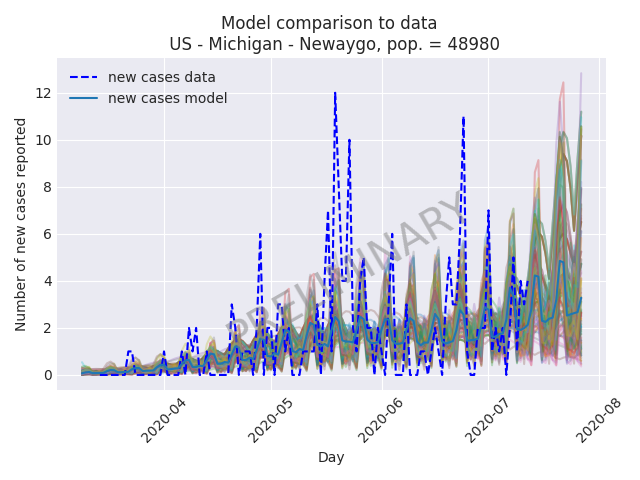 Model comparison to data
US - Michigan - Newaygo, pop. = 48980
new cases data
new cases model
Number of new cases reported
12
10
8
6
4
2
0
PRELIMINARY
2020-04
2020-05
2020-06
2020-07
2020-08
Day